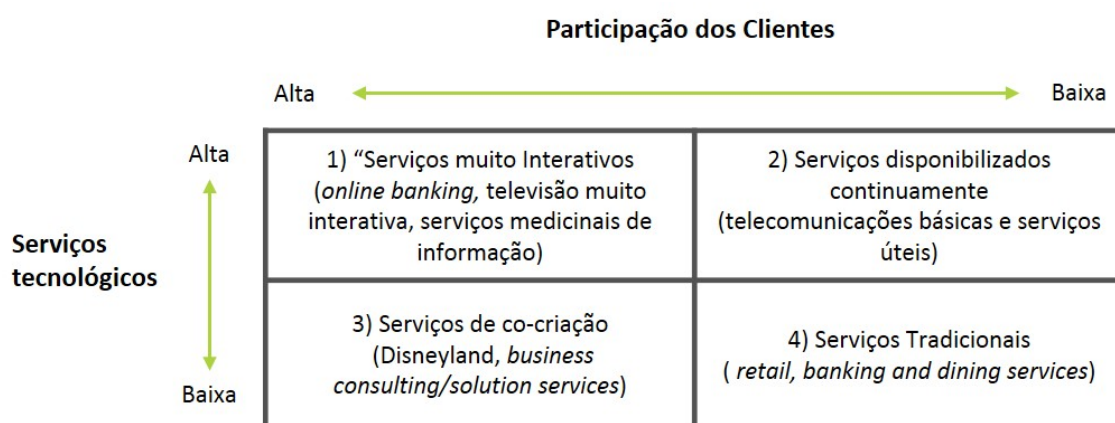 Participação dos Clientes
Alta
Baixa
Alta
Serviços
tecnológicos
Baixa
1) “Serviços muito Interativos
(online banking, televisão muito
interativa, serviços medicinais de
informação)
2) Serviços disponibilizados
continuamente
(telecomunicações básicas e serviços
úteis)
3) Serviços de co-criação
(Disneyland, business
consulting/solution services)
4) Serviços Tradicionais
( retail, banking and dining services)